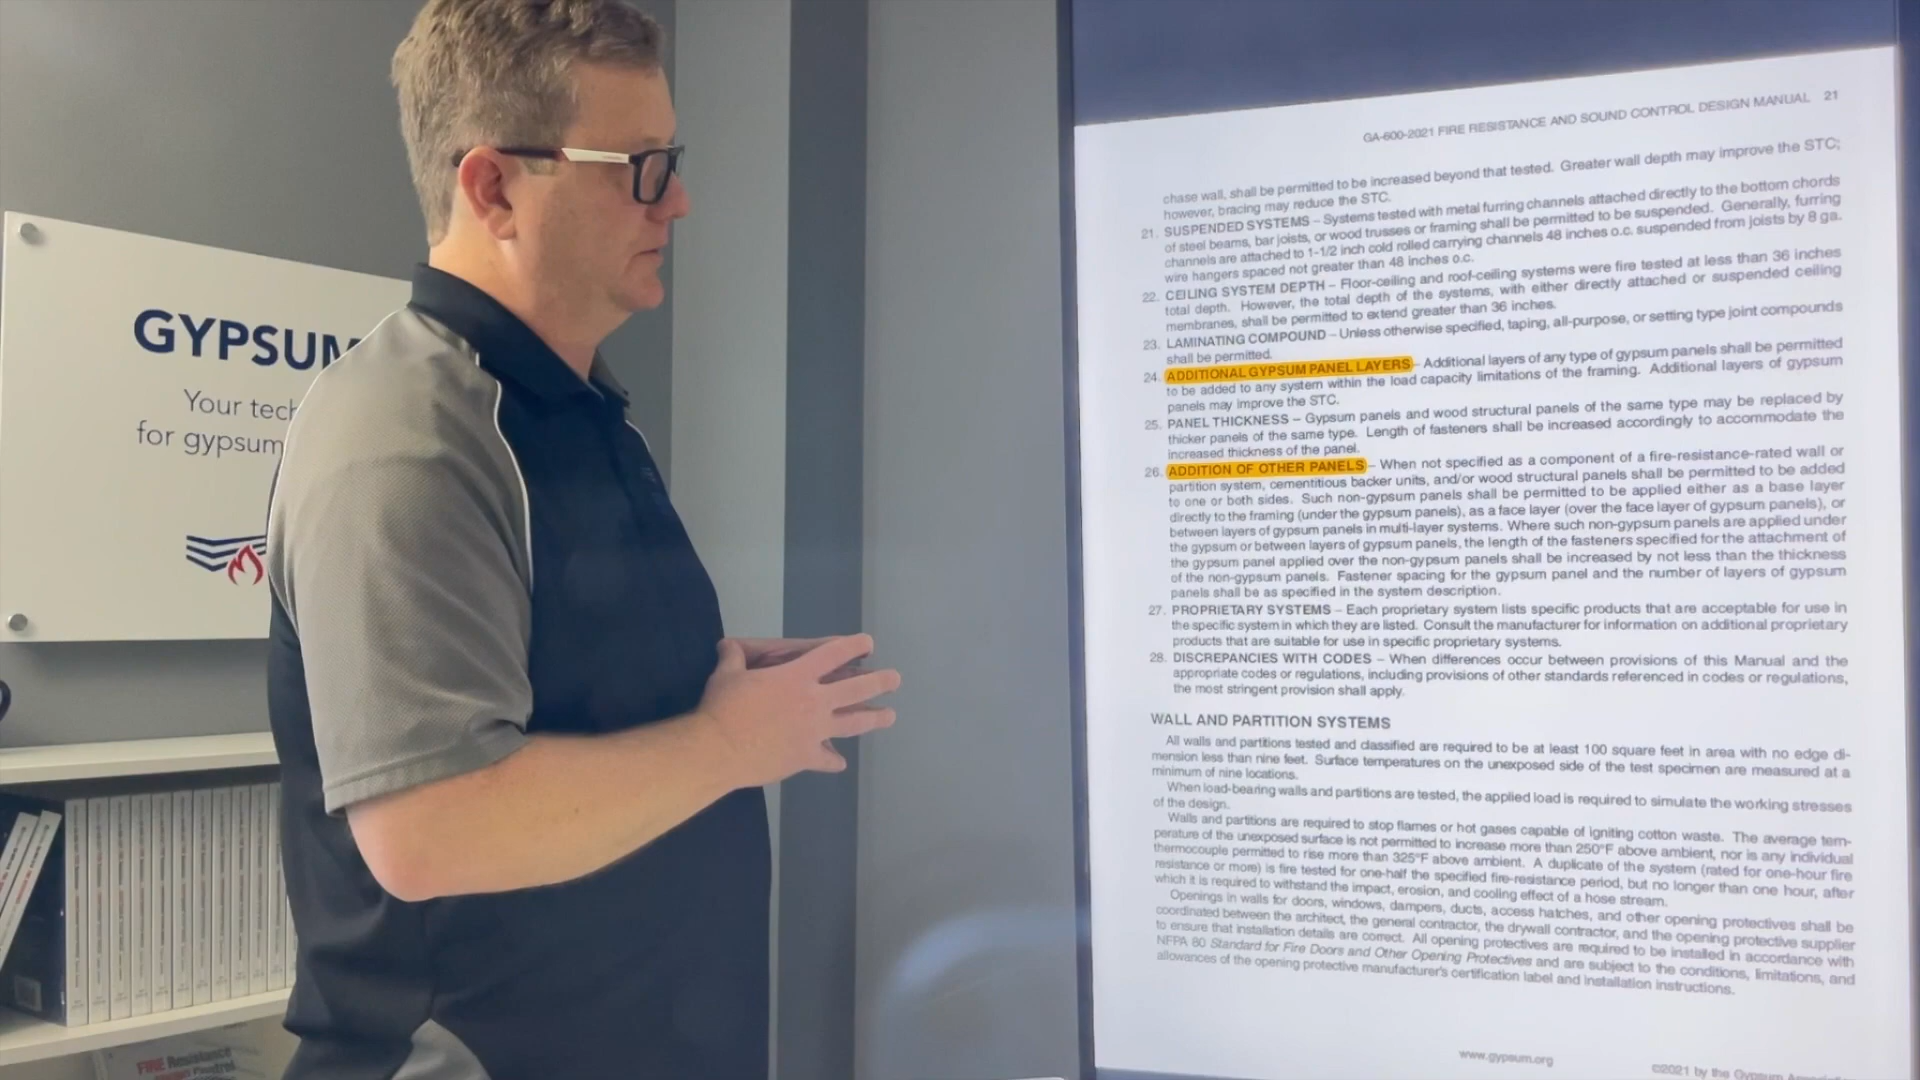 GYPSUM
Your tech
for gypsum
FIRE Resistance
GA-600-2021 FIRE RESISTANCE AND SOUND CONTROL DESIGN MANUAL 21
chase wall, shall be permitted to be increased beyond that tested. Greater wall depth may improve the STC;
however, bracing may reduce the STC.
21. SUSPENDED SYSTEMS – Systems tested with metal furring channels attached directly to the bottom chords
of steel beams, bar joists, or wood trusses or framing shall be permitted to be suspended. Generally, furring
channels are attached to 1-1/2 inch cold rolled carrying channels 48 inches o.c. suspended from joists by 8 ga.
wire hangers spaced not greater than 48 inches o.c.
22. CEILING SYSTEM DEPTH – Floor-ceiling and roof-ceiling systems were fire tested at less than 36 inches
total depth. However, the total depth of the systems, with either directly attached or suspended ceiling
membranes, shall be permitted to extend greater than 36 inches.
23. LAMINATING COMPOUND – Unless otherwise specified, taping, all-purpose, or setting type joint compounds
shall be permitted.
24. ADDITIONAL GYPSUM PANEL LAYERS – Additional layers of any type of gypsum panels shall be permitted
to be added to any system within the load capacity limitations of the framing. Additional layers of gypsum
panels may improve the STC.
25. PANEL THICKNESS – Gypsum panels and wood structural panels of the same type may be replaced by
thicker panels of the same type. Length of fasteners shall be increased accordingly to accommodate the
increased thickness of the panel.
26. ADDITION OF OTHER PANELS – When not specified as a component of a fire-resistance-rated wall or
partition system, cementitious backer units, and/or wood structural panels shall be permitted to be added
to one or both sides. Such non-gypsum panels shall be permitted to be applied either as a base layer
directly to the framing (under the gypsum panels), as a face layer (over the face layer of gypsum panels), or
between layers of gypsum panels in multi-layer systems. Where such non-gypsum panels are applied under
the gypsum or between layers of gypsum panels, the length of the fasteners specified for the attachment of
the gypsum panel applied over the non-gypsum panels shall be increased by not less than the thickness
of the non-gypsum panels. Fastener spacing for the gypsum panel and the number of layers of gypsum
panels shall be as specified in the system description.
27. PROPRIETARY SYSTEMS – Each proprietary system lists specific products that are acceptable for use in
the specific system in which they are listed. Consult the manufacturer for information on additional proprietary
products that are suitable for use in specific proprietary systems.
28. DISCREPANCIES WITH CODES – When differences occur between provisions of this Manual and the
appropriate codes or regulations, including provisions of other standards referenced in codes or regulations,
the most stringent provision shall apply.
WALL AND PARTITION SYSTEMS
All walls and partitions tested and classified are required to be at least 100 square feet in area with no edge di-
mension less than nine feet. Surface temperatures on the unexposed side of the test specimen are measured at a
minimum of nine locations.
When load-bearing walls and partitions are tested, the applied load is required to simulate the working stresses
of the design.
Walls and partitions are required to stop flames or hot gases capable of igniting cotton waste. The average tem-
perature of the unexposed surface is not permitted to increase more than 250°F above ambient, nor is any individual
thermocouple permitted to rise more than 325°F above ambient. A duplicate of the system (rated for one-hour fire
resistance or more) is fire tested for one-half the specified fire-resistance period, but no longer than one hour, after
which it is required to withstand the impact, erosion, and cooling effect of a hose stream.
Openings in walls for doors, windows, dampers, ducts, access hatches, and other opening protectives shall be
coordinated between the architect, the general contractor, the drywall contractor, and the opening protective supplier
to ensure that installation details are correct. All opening protectives are required to be installed in accordance with
NFPA 80 Standard for Fire Doors and Other Opening Protectives and are subject to the conditions, limitations, and
allowances of the opening protective manufacturer's certification label and installation instructions.
www.gypsum.org
©2021 by the Gypsum